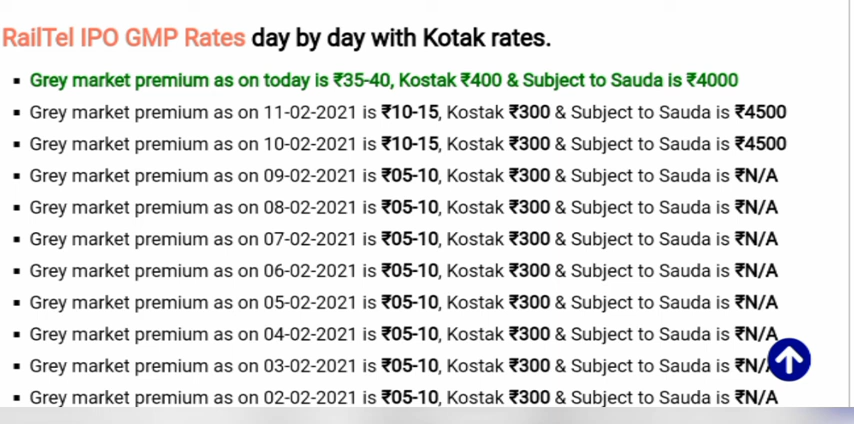 RailTel IPO GMP Rates day by day with Kotak rates.
▪ Grey market premium as on today is ₹35-40, Kostak ₹400 & Subject to Sauda is ₹4000
▪ Grey market premium as on 11-02-2021 is ₹10-15, Kostak ₹300 & Subject to Sauda is ₹4500
▪ Grey market premium as on 10-02-2021 is ₹10-15, Kostak ₹300 & Subject to Sauda is ₹4500
▪ Grey market premium as on 09-02-2021 is ₹05-10, Kostak ₹300 & Subject to Sauda is ₹N/A
▪ Grey market premium as on 08-02-2021 is ₹05-10, Kostak ₹300 & Subject to Sauda is ₹N/A
▪ Grey market premium as on 07-02-2021 is ₹05-10, Kostak ₹300 & Subject to Sauda is ₹N/A
▪ Grey market premium as on 06-02-2021 is ₹05-10, Kostak ₹300 & Subject to Sauda is ₹N/A
▪ Grey market premium as on 05-02-2021 is ₹05-10, Kostak ₹300 & Subject to Sauda is ₹N/A
▪ Grey market premium as on 04-02-2021 is ₹05-10, Kostak ₹300 & Subject to Sauda is ₹N/A
▪ Grey market premium as on 03-02-2021 is ₹05-10, Kostak ₹300 & Subject to Sauda is ₹N/
▪ Grey market premium as on 02-02-2021 is ₹05-10, Kostak ₹300 & Subject to Sauda is ₹N/A